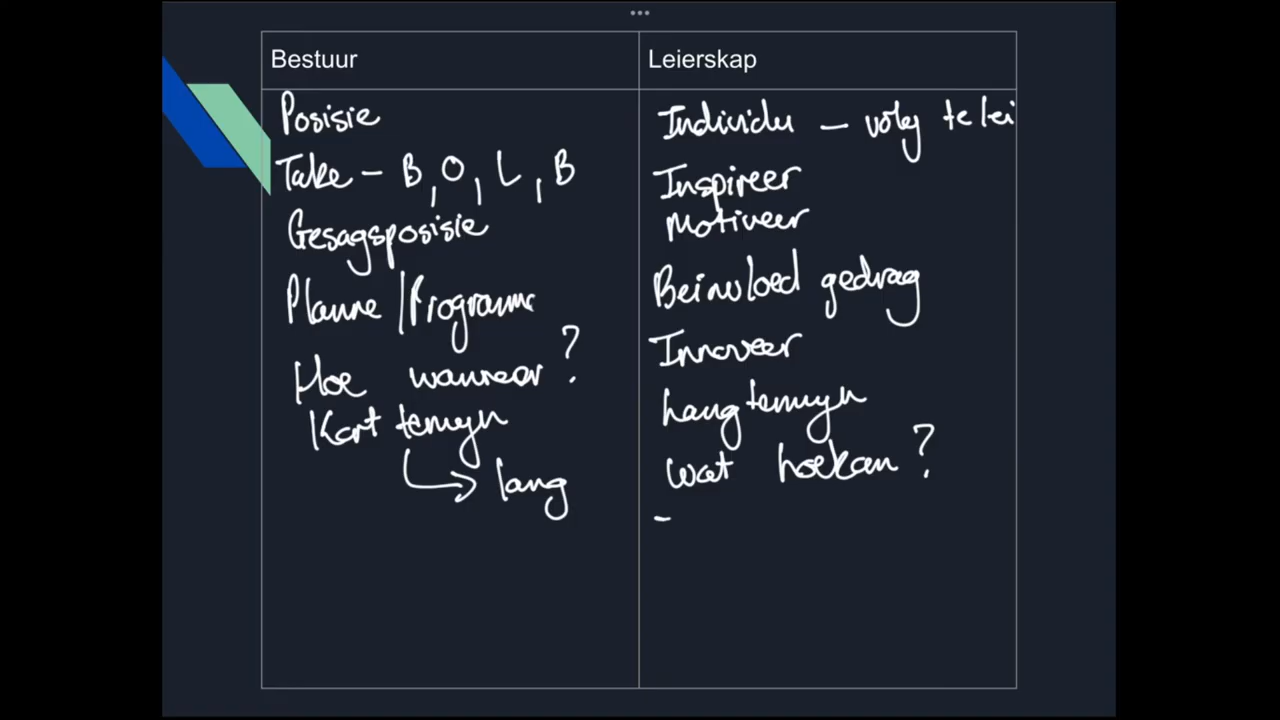 Bestuur
Leierskap
Posisie
Take - B, O, L, B
Gesagsposisie
Planne / Programme
Hoe wanneer?
Kort termyn
→ lang
Individu - volg te lei
Inspireer
Motiveer
Beinvloed gedrag
Innoveer
Langtermyn
Wat hoekom?
-